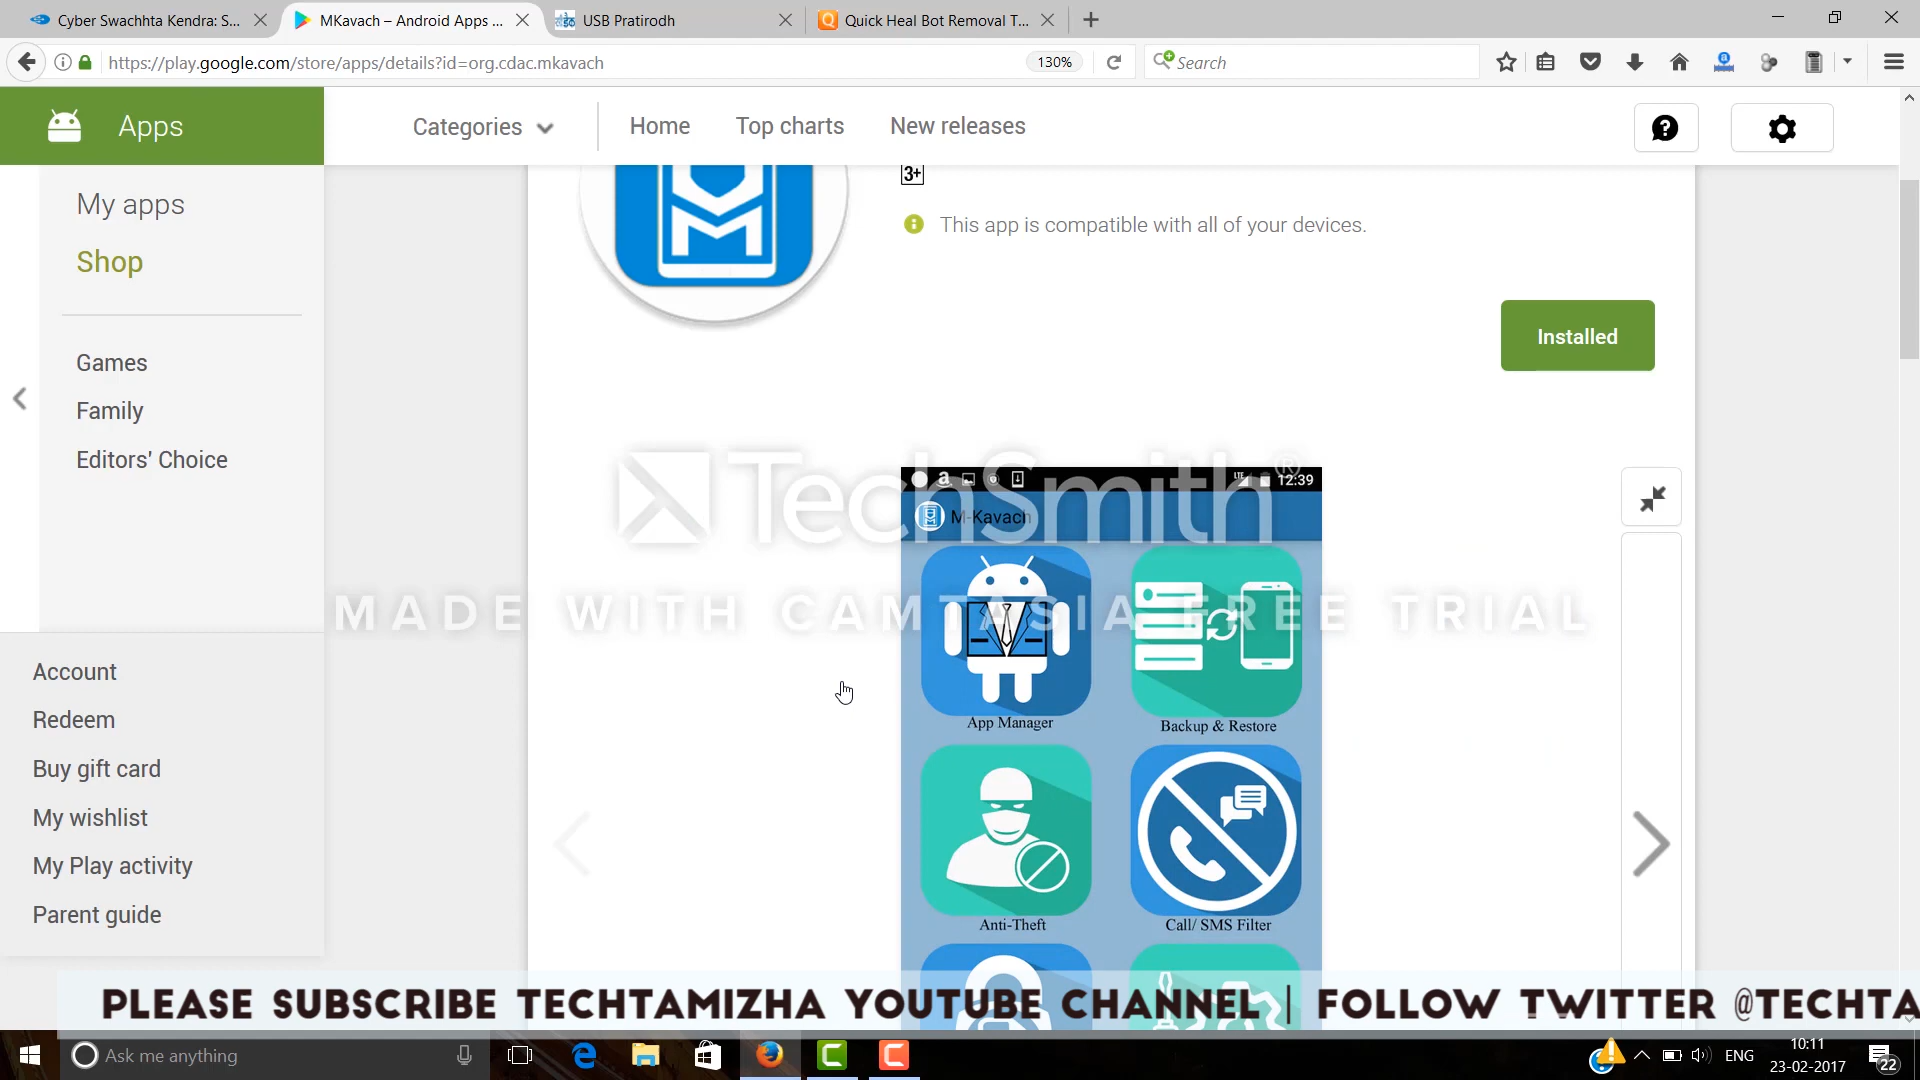 Cyber Swachhta Kendra: S...
MKavach – Android Apps ...
USB Pratirodh
Quick Heal Bot Removal T...
https://play.google.com/store/apps/details?id=org.cdac.mkavach
130%
Search
Apps
Categories
Home
Top charts
New releases
My apps
Shop
Games
Family
Editors' Choice
Account
Redeem
Buy gift card
My wishlist
My Play activity
Parent guide
3+
This app is compatible with all of your devices.
Installed
TechSmith®
MADE WITH CAMTASIA FREE TRIAL
LTE 12:39
M-Kavach
App Manager
Backup & Restore
Anti-Theft
Call/ SMS Filter
PLEASE SUBSCRIBE TECHTAMIZHA YOUTUBE CHANNEL | FOLLOW TWITTER @TECHTA
Ask me anything
ENG
10:11
23-02-2017
22